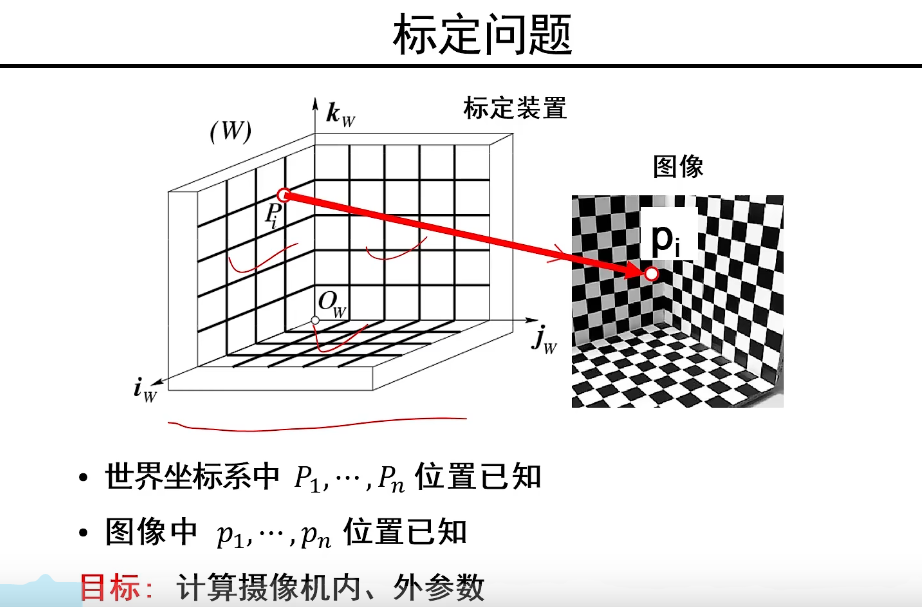 标定问题
(W)
k_W
标定装置
图像
P_i
p_i
O_W
j_W
i_W
• 世界坐标系中 P_1,⋯,P_n 位置已知
• 图像中 p_1,⋯,p_n 位置已知
目标: 计算摄像机内、外参数